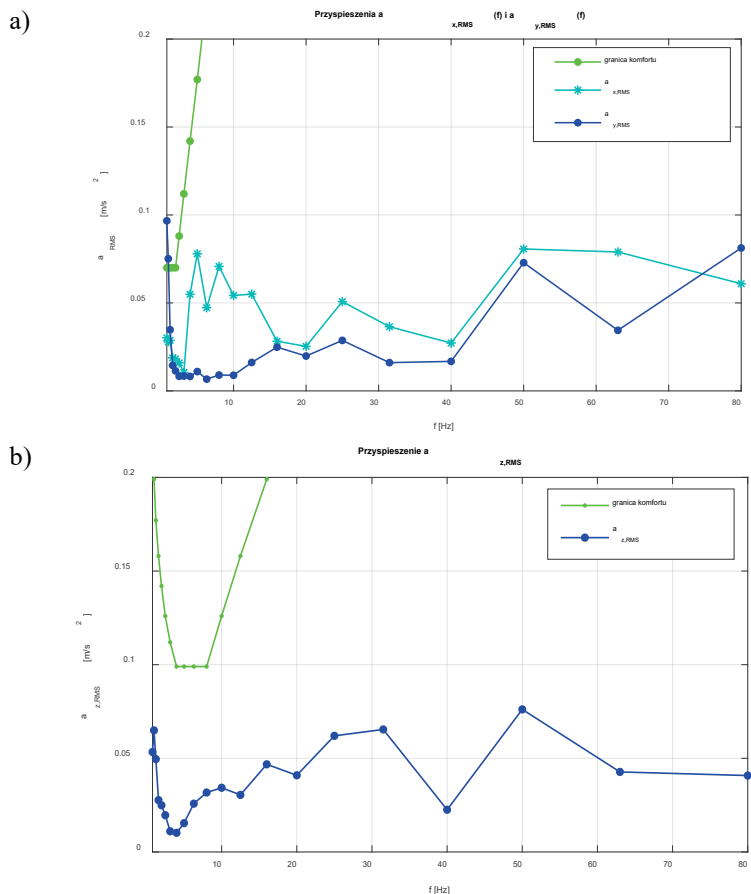 a)
Przyspieszenia a x,RMS (f) i a y,RMS (f)
0.2
granica komfortu
a x,RMS
a y,RMS
0.15
0.1
0.05
0
a RMS [m/s 2 ]
10 20 30 40 50 60 70 80
f [Hz]
b)
Przyspieszenie a z,RMS
0.2
granica komfortu
a z,RMS
0.15
0.1
0.05
0
a z,RMS [m/s 2 ]
10 20 30 40 50 60 70 80
f [Hz]